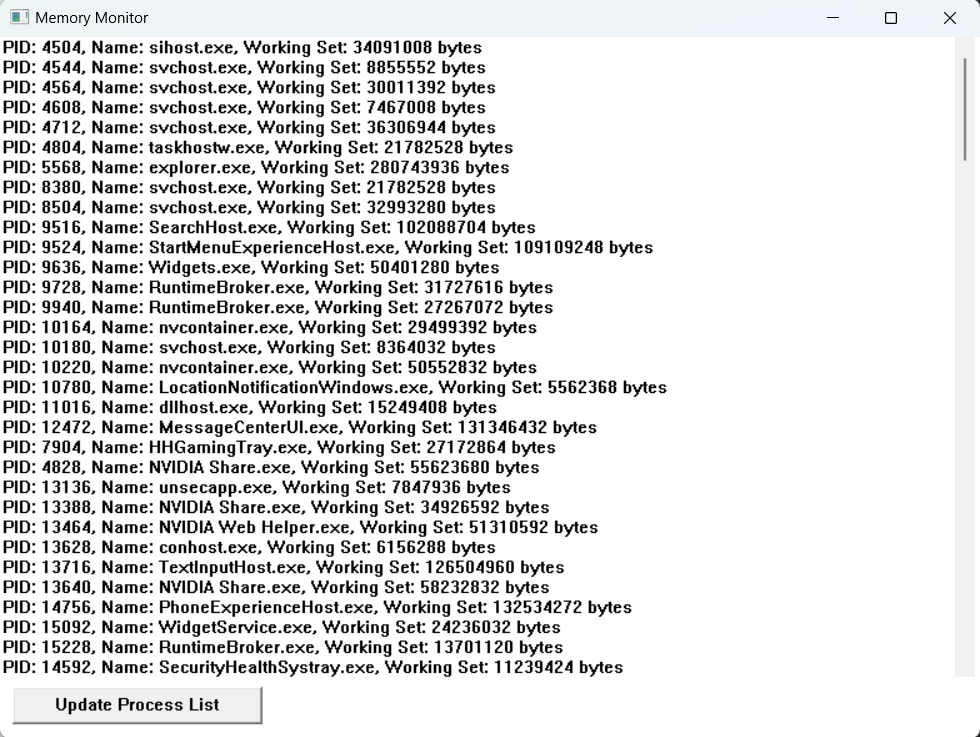 Memory Monitor
PID: 4504, Name: sihost.exe, Working Set: 34091008 bytes
PID: 4544, Name: svchost.exe, Working Set: 8855552 bytes
PID: 4564, Name: svchost.exe, Working Set: 30011392 bytes
PID: 4608, Name: svchost.exe, Working Set: 7467008 bytes
PID: 4712, Name: svchost.exe, Working Set: 36306944 bytes
PID: 4804, Name: taskhostw.exe, Working Set: 21782528 bytes
PID: 5568, Name: explorer.exe, Working Set: 280743936 bytes
PID: 8380, Name: svchost.exe, Working Set: 21782528 bytes
PID: 8504, Name: svchost.exe, Working Set: 32993280 bytes
PID: 9516, Name: SearchHost.exe, Working Set: 102088704 bytes
PID: 9524, Name: StartMenuExperienceHost.exe, Working Set: 109109248 bytes
PID: 9636, Name: Widgets.exe, Working Set: 50401280 bytes
PID: 9728, Name: RuntimeBroker.exe, Working Set: 31727616 bytes
PID: 9940, Name: RuntimeBroker.exe, Working Set: 27267072 bytes
PID: 10164, Name: nvcontainer.exe, Working Set: 29499392 bytes
PID: 10180, Name: svchost.exe, Working Set: 8364032 bytes
PID: 10220, Name: nvcontainer.exe, Working Set: 50552832 bytes
PID: 10780, Name: LocationNotificationWindows.exe, Working Set: 5562368 bytes
PID: 11016, Name: dllhost.exe, Working Set: 15249408 bytes
PID: 12472, Name: MessageCenterUI.exe, Working Set: 131346432 bytes
PID: 7904, Name: HHGamingTray.exe, Working Set: 27172864 bytes
PID: 4828, Name: NVIDIA Share.exe, Working Set: 55623680 bytes
PID: 13136, Name: unsecapp.exe, Working Set: 7847936 bytes
PID: 13388, Name: NVIDIA Share.exe, Working Set: 34926592 bytes
PID: 13464, Name: NVIDIA Web Helper.exe, Working Set: 51310592 bytes
PID: 13628, Name: conhost.exe, Working Set: 6156288 bytes
PID: 13716, Name: TextInputHost.exe, Working Set: 126504960 bytes
PID: 13640, Name: NVIDIA Share.exe, Working Set: 58232832 bytes
PID: 14756, Name: PhoneExperienceHost.exe, Working Set: 132534272 bytes
PID: 15092, Name: WidgetService.exe, Working Set: 24236032 bytes
PID: 15228, Name: RuntimeBroker.exe, Working Set: 13701120 bytes
PID: 14592, Name: SecurityHealthSystray.exe, Working Set: 11239424 bytes
Update Process List